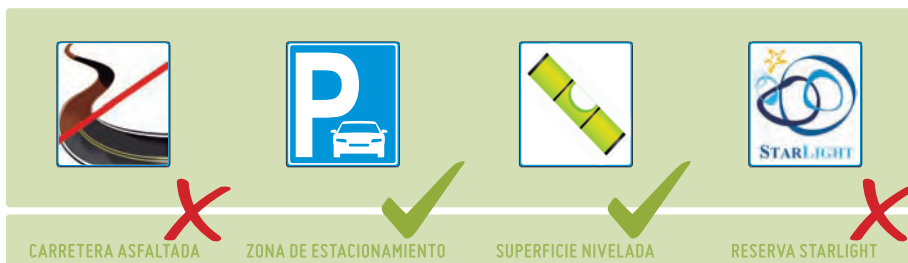 P
STARLIGHT
CARRETERA ASFALTADA ZONA DE ESTACIONAMIENTO SUPERFICIE NIVELADA RESERVA STARLIGHT